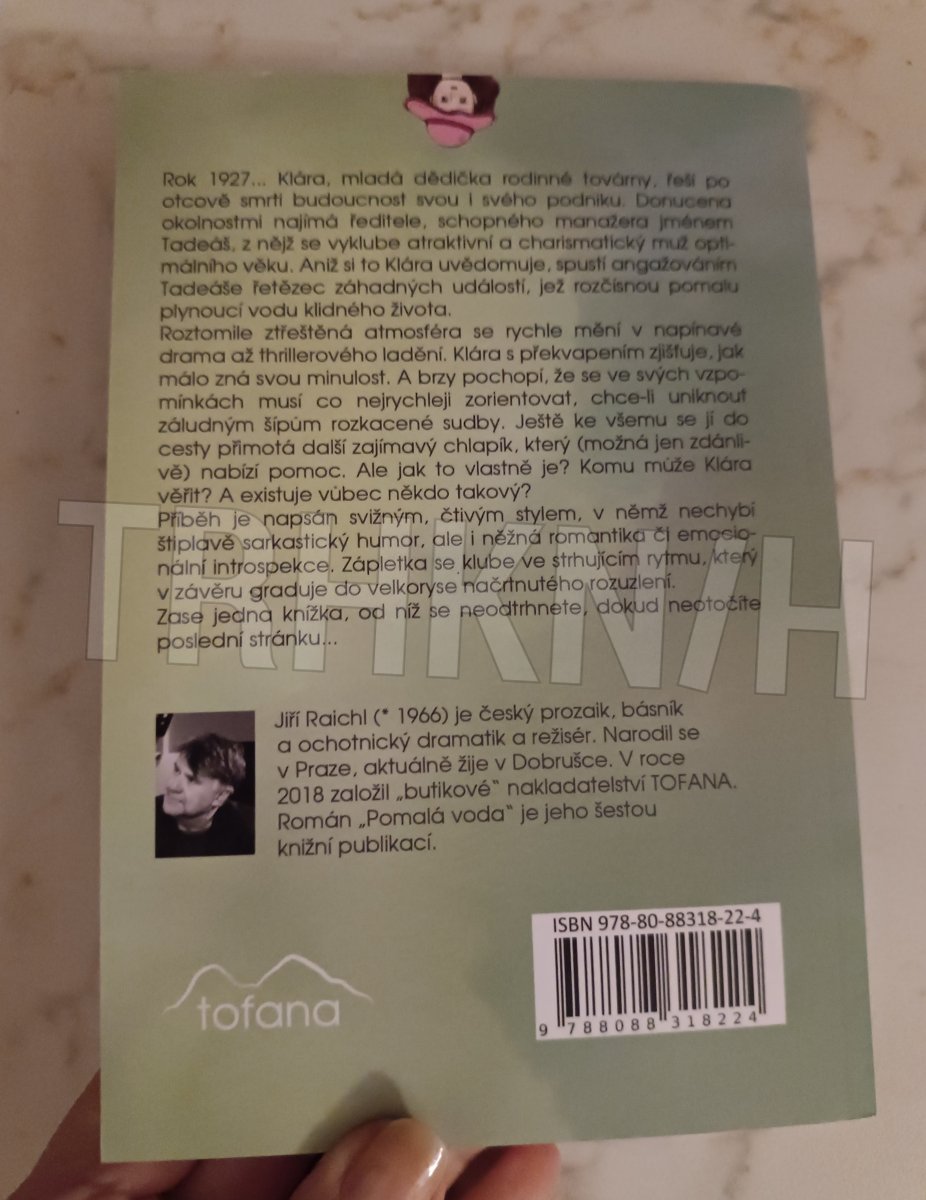 Rok 1927... Klára, mladá dědička rodinné továrny, řeší po
otcově smrti budoucnost svou i svého podniku. Donucena
okolnostmi najímá ředitele, schopného manažera jménem
Tadeáš, z nějž se vyklube atraktivní a charismatický muž opti-
málního věku. Aniž si to Klára uvědomuje, spustí angažováním
Tadeáše řetězec záhadných událostí, jež rozčísnou pomalu
plynoucí vodu klidného života.
Roztomile ztřeštěná atmosféra se rychle mění v napínavé
drama až thrillerového ladění. Klára s překvapením zjišťuje, jak
málo zná svou minulost. A brzy pochopí, že se ve svých vzpo-
mínkách musí co nejrychleji zorientovat, chce-li uniknout
záludným šípům rozkacené sudby. Ještě ke všemu se jí do
cesty přimotá další zajímavý chlapík, který (možná jen zdánli-
vě) nabízí pomoc. Ale jak to vlastně je? Komu může Klára
věřit? A existuje vůbec někdo takový?
Příběh je napsán svižným, čtivým stylem, v němž nechybí
štiplavě sarkastický humor, ale i něžná romantika či emocio-
nální introspekce. Zápletka se klube ve strhujícím rytmu, který
v závěru graduje do velkoryse načrtnutého rozuzlení.
Zase jedna knížka, od níž se neodtrhnete, dokud neotočíte
poslední stránku...
TRHKNIH
Jiří Raichl (* 1966) je český prozaik, básník
a ochotnický dramatik a režisér. Narodil se
v Praze, aktuálně žije v Dobrušce. V roce
2018 založil „butikové“ nakladatelství TOFANA.
Román „Pomalá voda“ je jeho šestou
knižní publikací.
ISBN 978-80-88318-22-4
9 788088 318224
tofana